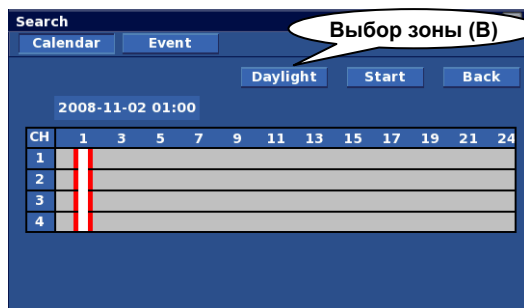 Search
Выбор зоны (В)
Calendar Event
Daylight Start Back
2008-11-02 01:00
CH 1 3 5 7 9 11 13 15 17 19 21 24
1
2
3
4